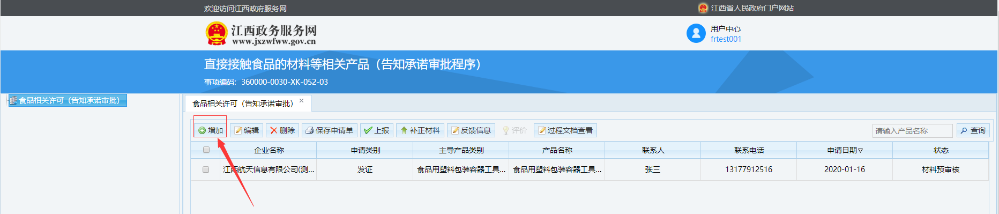 欢迎访问江西政府服务网
江西省人民政府门户网站
江西政务服务网
www.jxzwfww.gov.cn
用户中心
frtest001
直接接触食品的材料等相关产品（告知承诺审批程序）
事项编码：360000-0030-XK-052-03
食品相关许可（告知承诺审批）
食品相关许可（告知承诺审批） ×
增加 编辑 删除 保存申请单 上报 补正材料 反馈信息 评价 过程文档查看 请输入产品名称 查询
企业名称 申请类别 主导产品类别 产品名称 联系人 联系电话 申请日期▽ 状态
江西航天信息有限公司(测... 发证 食品用塑料包装容器工具... 食品用塑料包装容器工具... 张三 13177912516 2020-01-16 材料预审核